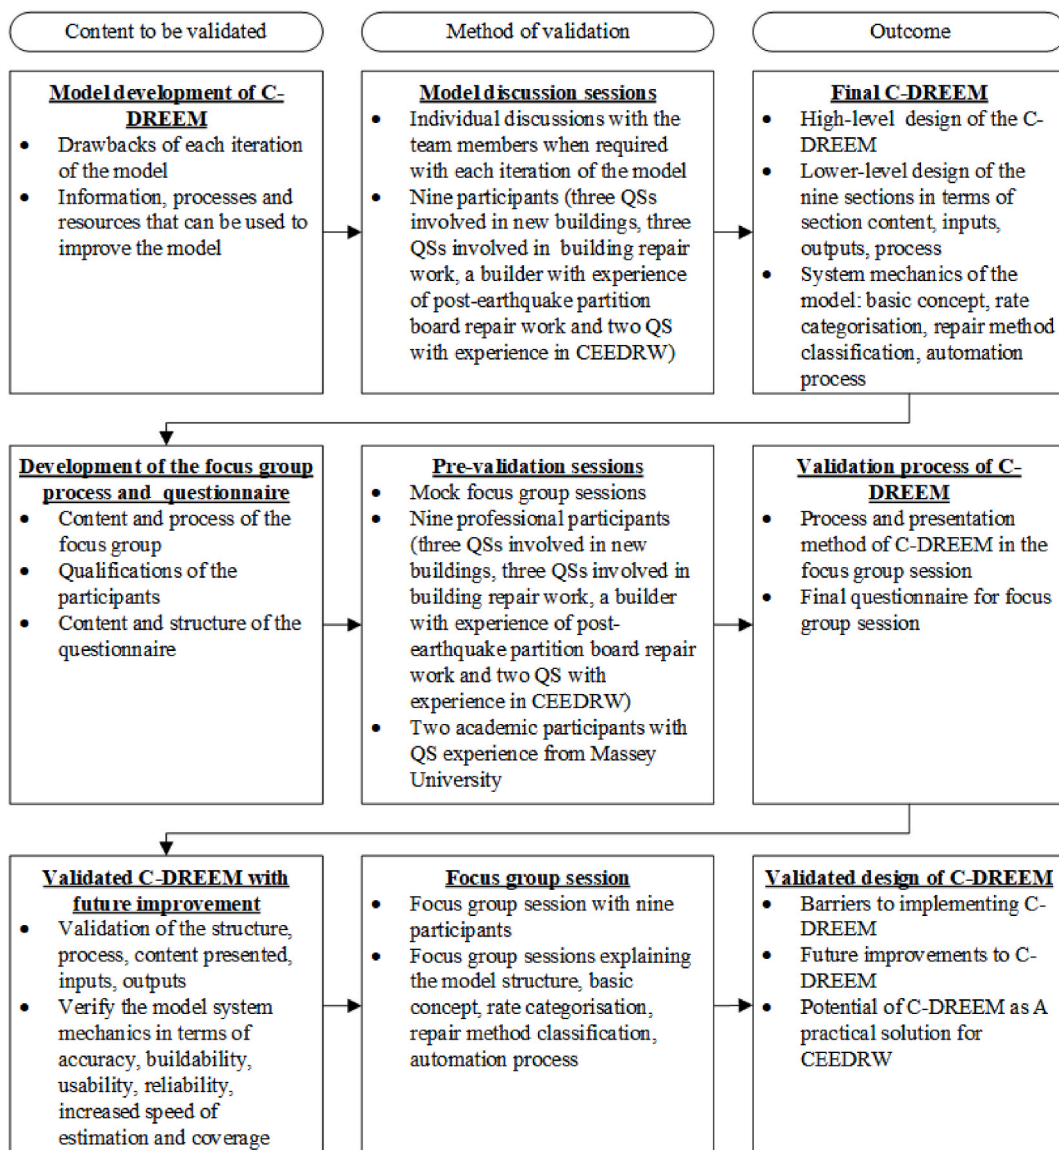 Content to be validated
Method of validation
Outcome
Model development of C-
DREEM
• Drawbacks of each iteration
of the model
• Information, processes and
resources that can be used to
improve the model
Model discussion sessions
• Individual discussions with the
team members when required
with each iteration of the model
• Nine participants (three QSs
involved in new buildings, three
QSs involved in building repair
work, a builder with experience
of post-earthquake partition
board repair work and two QS
with experience in CEEDRW)
Final C-DREEM
• High-level design of the C-
DREEM
• Lower-level design of the
nine sections in terms of
section content, inputs,
outputs, process
• System mechanics of the
model: basic concept, rate
categorisation, repair method
classification, automation
process
Development of the focus group
process and questionnaire
• Content and process of the
focus group
• Qualifications of the
participants
• Content and structure of the
questionnaire
Pre-validation sessions
• Mock focus group sessions
• Nine professional participants
(three QSs involved in new
buildings, three QSs involved in
building repair work, a builder
with experience of post-
earthquake partition board repair
work and two QS with
experience in CEEDRW)
• Two academic participants with
QS experience from Massey
University
Validation process of C-
DREEM
• Process and presentation
method of C-DREEM in the
focus group session
• Final questionnaire for focus
group session
Validated C-DREEM with
future improvement
• Validation of the structure,
process, content presented,
inputs, outputs
• Verify the model system
mechanics in terms of
accuracy, buildability,
usability, reliability,
increased speed of
estimation and coverage
Focus group session
• Focus group session with nine
participants
• Focus group sessions explaining
the model structure, basic
concept, rate categorisation,
repair method classification,
automation process
Validated design of C-DREEM
• Barriers to implementing C-
DREEM
• Future improvements to C-
DREEM
• Potential of C-DREEM as A
practical solution for
CEEDRW